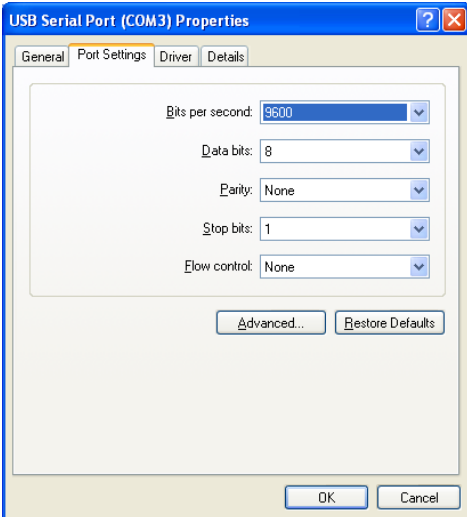 USB Serial Port (COM3) Properties
General Port Settings Driver Details
Bits per second: 9600
Data bits: 8
Parity: None
Stop bits: 1
Flow control: None
Advanced... Restore Defaults
OK Cancel